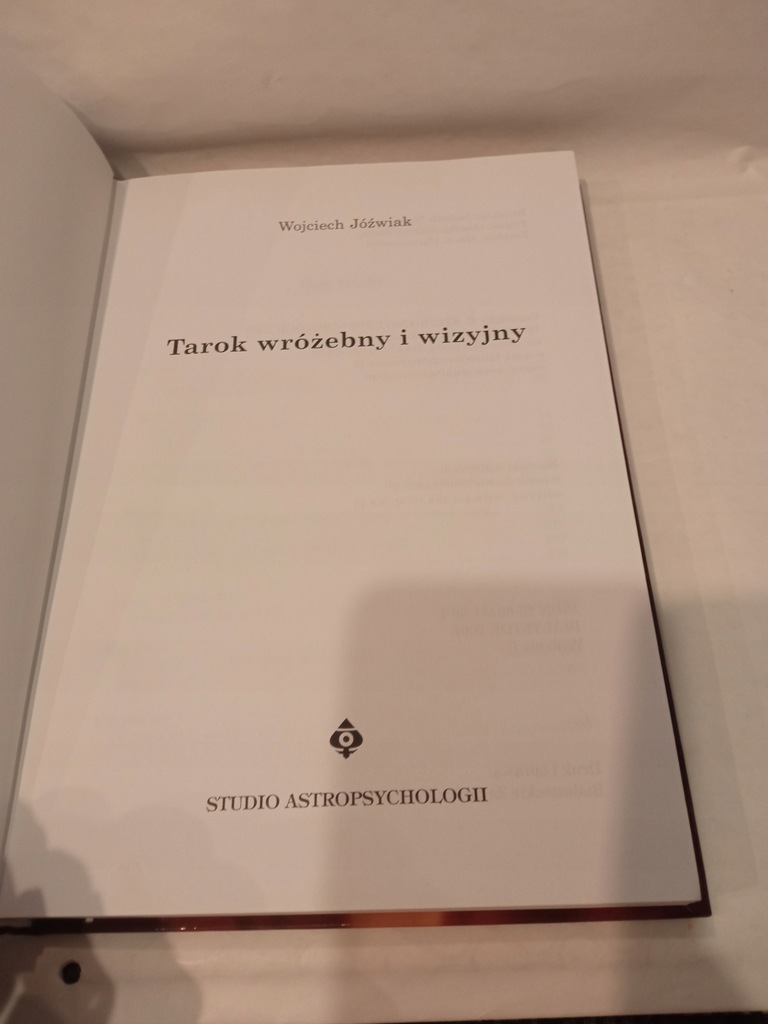 Wojciech Jóźwiak
Tarok wróżebny i wizyjny
STUDIO ASTROPSYCHOLOGII